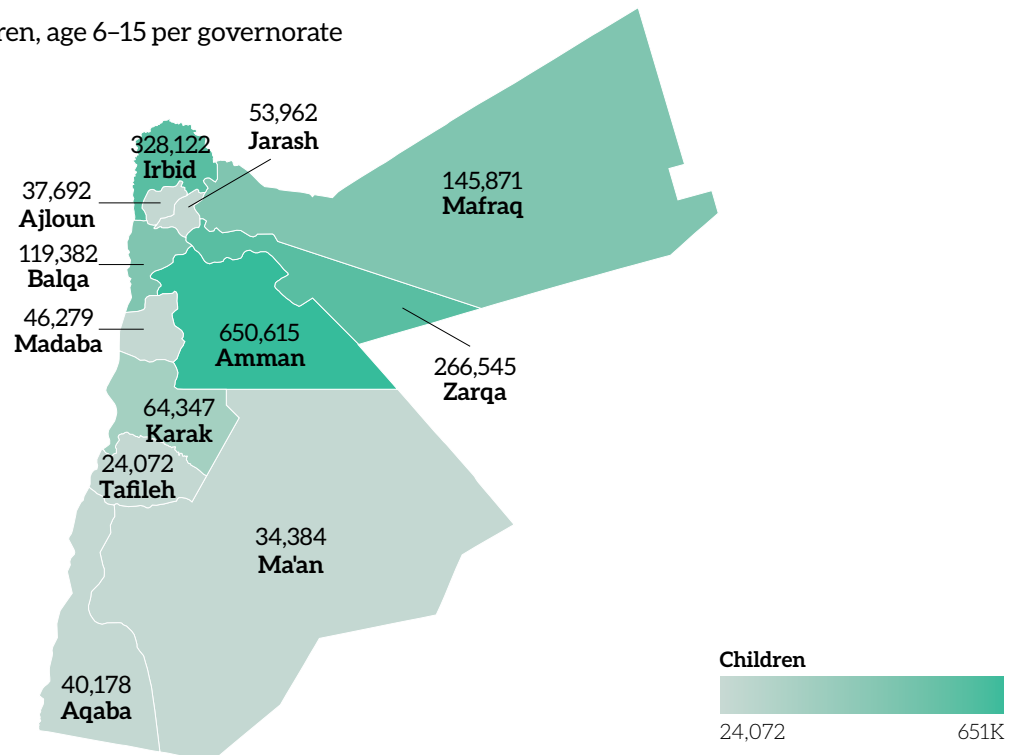 age 6–15 per governorate
53,962
Jarash
328,122
Irbid
145,871
Mafraq
37,692
Ajloun
119,382
Balqa
46,279
Madaba
650,615
Amman
266,545
Zarqa
64,347
Karak
24,072
Tafileh
34,384
Ma'an
40,178
Aqaba
Children
24,072 651K